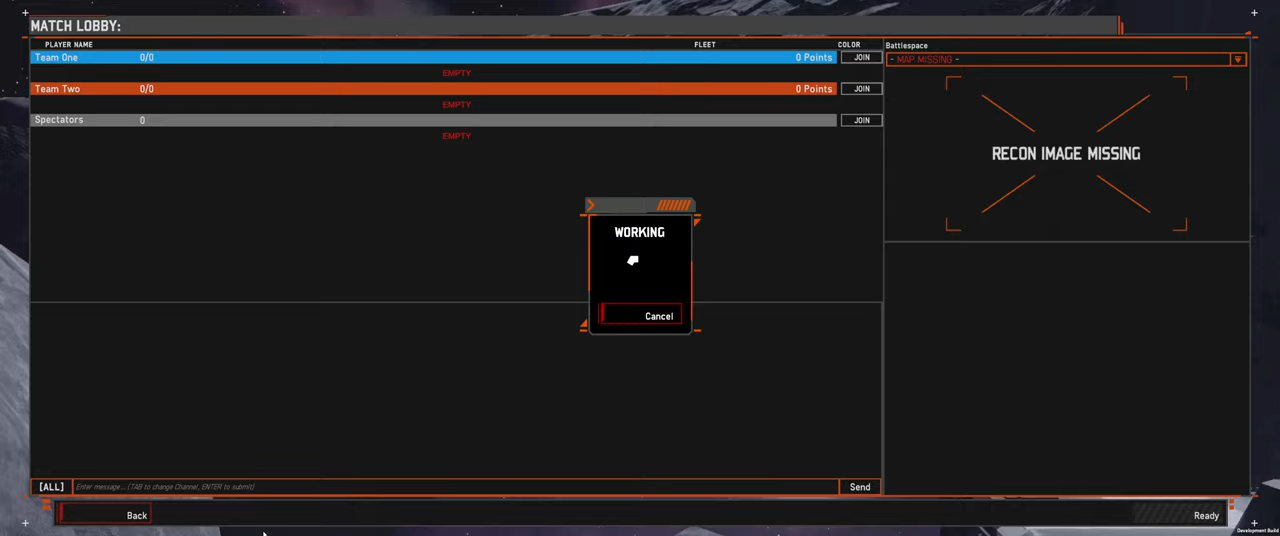 MATCH LOBBY:
PLAYER NAME FLEET COLOR
Team One 0/0 0 Points JOIN
EMPTY
Team Two 0/0 0 Points JOIN
EMPTY
Spectators 0 JOIN
EMPTY
Battlespace
- MAP MISSING -
RECON IMAGE MISSING
WORKING
Cancel
[ALL] Enter message... (TAB to change Channel, ENTER to submit) Send
Back Ready
Development Build